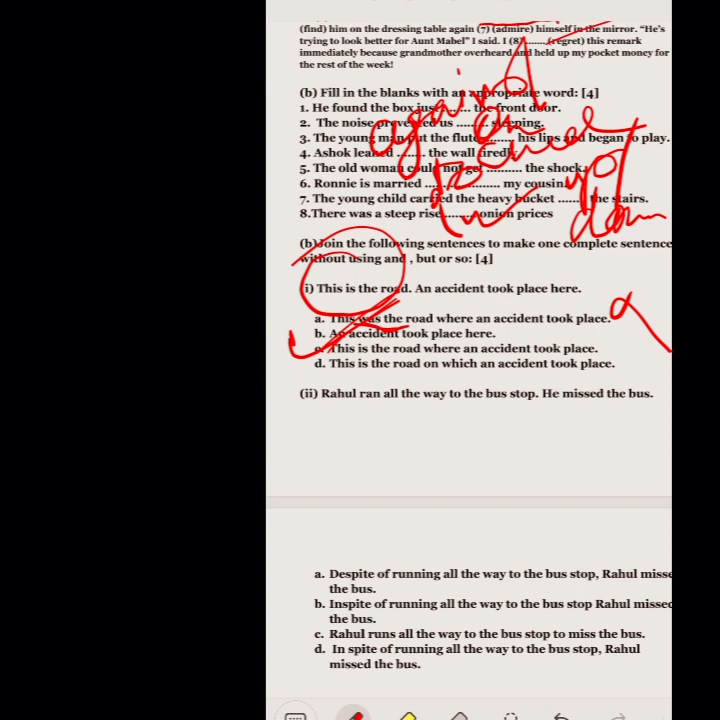 (find) him on the dressing table again (7) (admire) himself in the mirror. “He’s
trying to look better for Aunt Mabel” I said. I (8).......(regret) this remark
immediately because grandmother overheard and held up my pocket money for
the rest of the week!
(b) Fill in the blanks with an appropriate word: [4]
1. He found the box just ...... the front door.
2. The noise prevented us ......... sleeping.
3. The young man put the flute........ his lips and began to play.
4. Ashok leaned ........ the wall tiredly.
5. The old woman could not get .......... the shock.
6. Ronnie is married ..................... my cousin.
7. The young child carried the heavy bucket ....... the stairs.
8.There was a steep rise.........onion prices
against
on
to
up
in
down
(b)Join the following sentences to make one complete sentence
without using and , but or so: [4]
(i) This is the road. An accident took place here.
a. This was the road where an accident took place.
b. An accident took place here.
c. This is the road where an accident took place.
d. This is the road on which an accident took place.
(ii) Rahul ran all the way to the bus stop. He missed the bus.
a. Despite of running all the way to the bus stop, Rahul misse
the bus.
b. Inspite of running all the way to the bus stop Rahul missed
the bus.
c. Rahul runs all the way to the bus stop to miss the bus.
d. In spite of running all the way to the bus stop, Rahul
missed the bus.